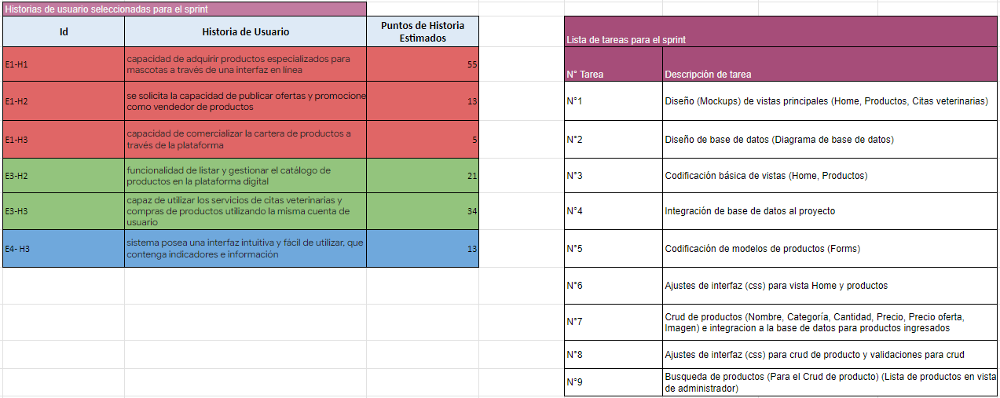 Historias de usuario seleccionadas para el sprint
Id
Historia de Usuario
Puntos de Historia
Estimados
E1-H1
capacidad de adquirir productos especializados para
mascotas a través de una interfaz en línea
55
E1-H2
se solicita la capacidad de publicar ofertas y promocione
como vendedor de productos
13
E1-H3
capacidad de comercializar la cartera de productos a
través de la plataforma
5
E3-H2
funcionalidad de listar y gestionar el catálogo de
productos en la plataforma digital
21
E3-H3
capaz de utilizar los servicios de citas veterinarias y
compras de productos utilizando la misma cuenta de
usuario
34
E4- H3
sistema posea una interfaz intuitiva y fácil de utilizar, que
contenga indicadores e información
13
Lista de tareas para el sprint
N° Tarea
Descripción de tarea
N°1
Diseño (Mockups) de vistas principales (Home, Productos, Citas veterinarias)
N°2
Diseño de base de datos (Diagrama de base de datos)
N°3
Codificación básica de vistas (Home, Productos)
N°4
Integración de base de datos al proyecto
N°5
Codificación de modelos de productos (Forms)
N°6
Ajustes de interfaz (css) para vista Home y productos
N°7
Crud de productos (Nombre, Categoría, Cantidad, Precio, Precio oferta,
Imagen) e integracion a la base de datos para productos ingresados
N°8
Ajustes de interfaz (css) para crud de producto y validaciones para crud
N°9
Busqueda de productos (Para el Crud de producto) (Lista de productos en vista
de administrador)